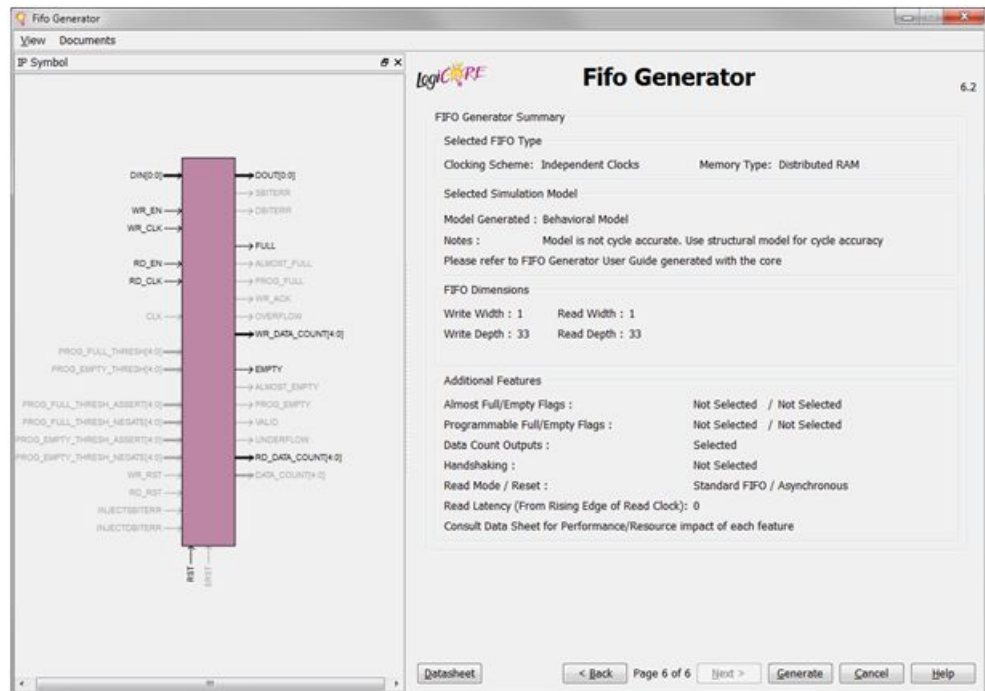 Fifo Generator
View Documents
IP Symbol
DIN[0:0]
WR_EN
WR_CLK
RD_EN
RD_CLK
CLK
PROG_FULL_THRESH[4:0]
PROG_EMPTY_THRESH[4:0]
PROG_FULL_THRESH_ASSERT[4:0]
PROG_FULL_THRESH_NEGATE[4:0]
PROG_EMPTY_THRESH_ASSERT[4:0]
PROG_EMPTY_THRESH_NEGATE[4:0]
WR_RST
RD_RST
INJECTSBITERR
INJECTDBITERR
DOUT[0:0]
SBITERR
DBITERR
FULL
ALMOST_FULL
PROG_FULL
WR_ACK
OVERFLOW
WR_DATA_COUNT[4:0]
EMPTY
ALMOST_EMPTY
PROG_EMPTY
VALID
UNDERFLOW
RD_DATA_COUNT[4:0]
DATA_COUNT[4:0]
RST
SRST
LogiCORE
Fifo Generator
6.2
FIFO Generator Summary
Selected FIFO Type
Clocking Scheme: Independent Clocks Memory Type: Distributed RAM
Selected Simulation Model
Model Generated : Behavioral Model
Notes : Model is not cycle accurate. Use structural model for cycle accuracy
Please refer to FIFO Generator User Guide generated with the core
FIFO Dimensions
Write Width : 1 Read Width : 1
Write Depth : 33 Read Depth : 33
Additional Features
Almost Full/Empty Flags : Not Selected / Not Selected
Programmable Full/Empty Flags : Not Selected / Not Selected
Data Count Outputs : Selected
Handshaking : Not Selected
Read Mode / Reset : Standard FIFO / Asynchronous
Read Latency (From Rising Edge of Read Clock): 0
Consult Data Sheet for Performance/Resource impact of each feature
Datasheet < Back Page 6 of 6 Next > Generate Cancel Help